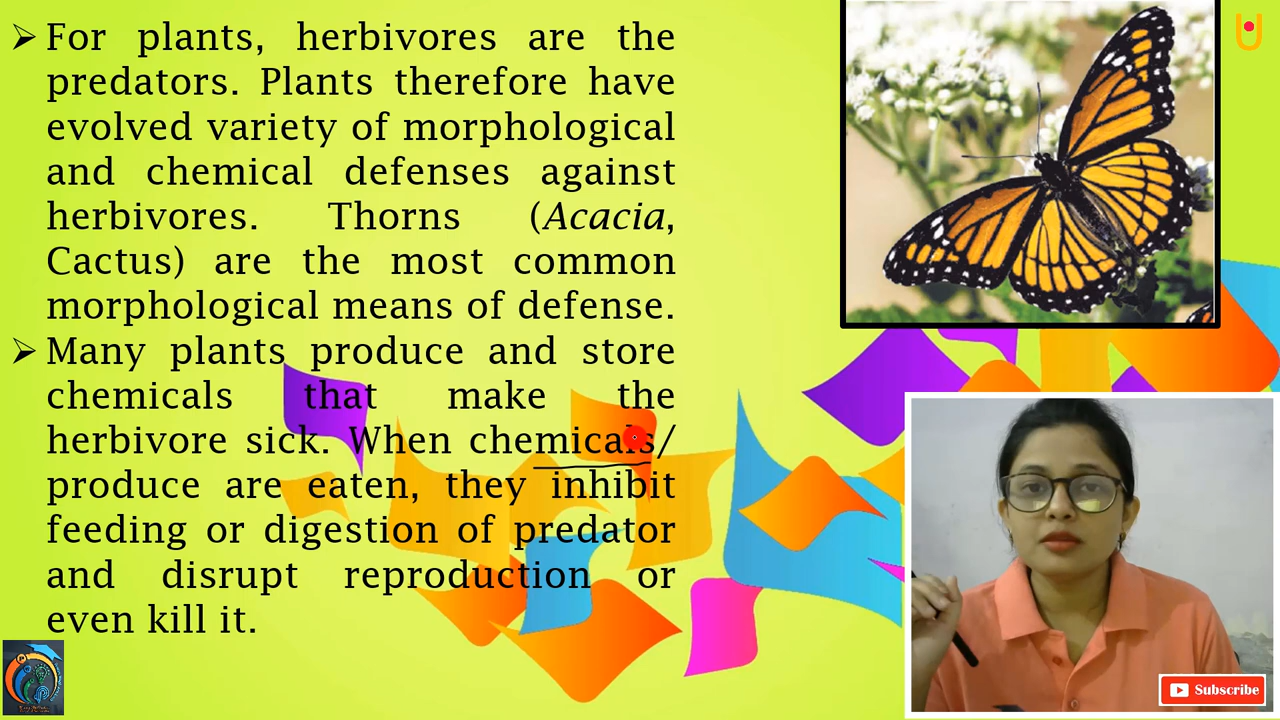 ➢ For plants, herbivores are the
predators. Plants therefore have
evolved variety of morphological
and chemical defenses against
herbivores. Thorns (Acacia,
Cactus) are the most common
morphological means of defense.
➢ Many plants produce and store
chemicals that make the
herbivore sick. When chemicals/
produce are eaten, they inhibit
feeding or digestion of predator
and disrupt reproduction or
even kill it.
Subscribe